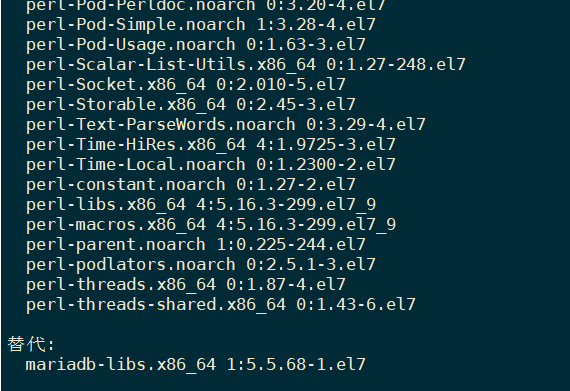 perl-Pod-Perldoc.noarch 0:3.20-4.el7
perl-Pod-Simple.noarch 1:3.28-4.el7
perl-Pod-Usage.noarch 0:1.63-3.el7
perl-Scalar-List-Utils.x86_64 0:1.27-248.el7
perl-Socket.x86_64 0:2.010-5.el7
perl-Storable.x86_64 0:2.45-3.el7
perl-Text-ParseWords.noarch 0:3.29-4.el7
perl-Time-HiRes.x86_64 4:1.9725-3.el7
perl-Time-Local.noarch 0:1.2300-2.el7
perl-constant.noarch 0:1.27-2.el7
perl-libs.x86_64 4:5.16.3-299.el7_9
perl-macros.x86_64 4:5.16.3-299.el7_9
perl-parent.noarch 1:0.225-244.el7
perl-podlators.noarch 0:2.5.1-3.el7
perl-threads.x86_64 0:1.87-4.el7
perl-threads-shared.x86_64 0:1.43-6.el7
替代:
mariadb-libs.x86_64 1:5.5.68-1.el7